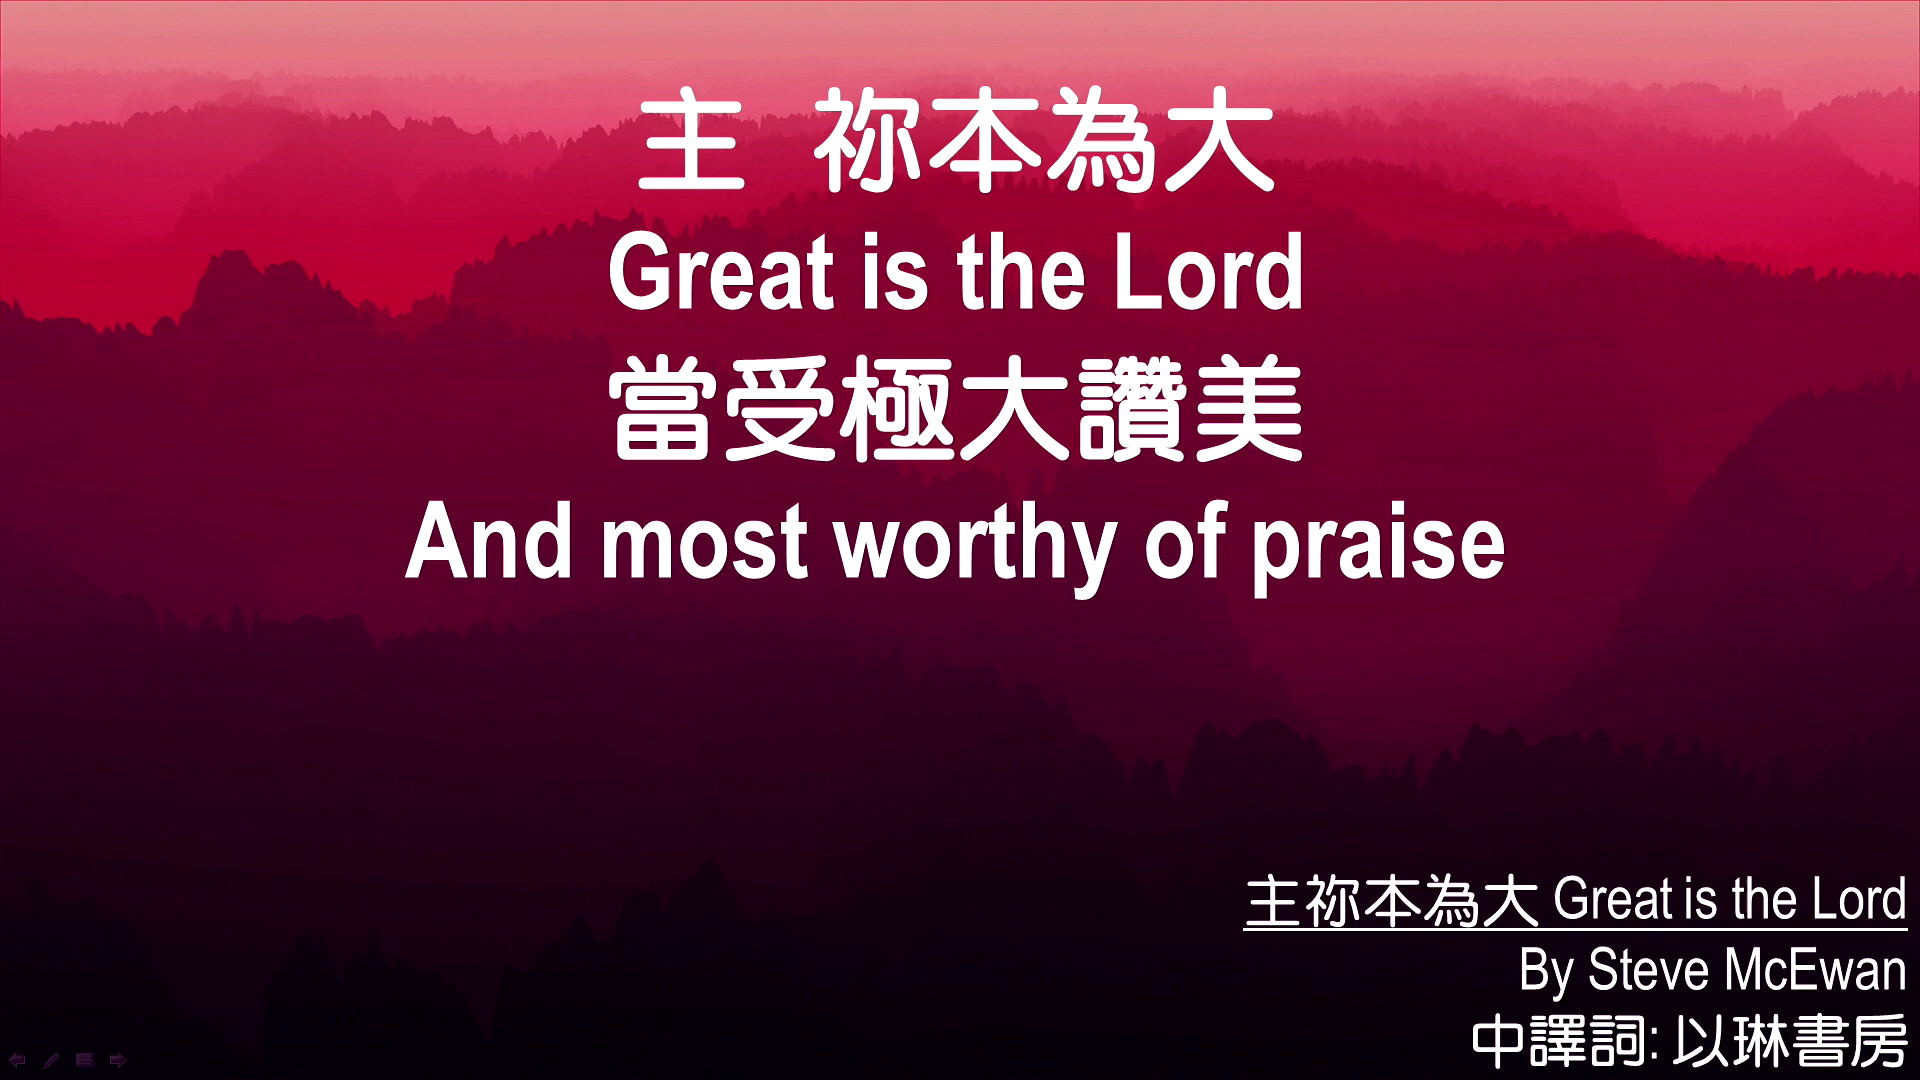 主 祢本為大
Great is the Lord
當受極大讚美
And most worthy of praise
主祢本為大 Great is the Lord
By Steve McEwan
中譯詞: 以琳書房